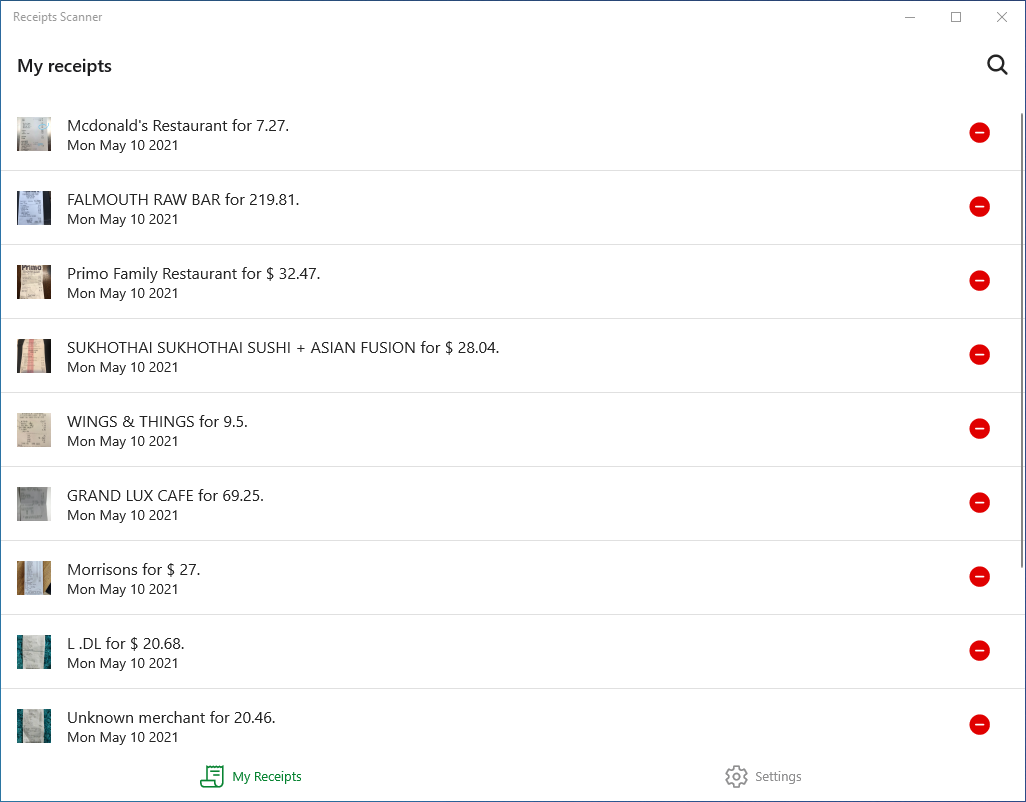 Receipts Scanner
My receipts
Mcdonald's Restaurant for 7.27.
Mon May 10 2021
FALMOUTH RAW BAR for 219.81.
Mon May 10 2021
Primo Family Restaurant for $ 32.47.
Mon May 10 2021
SUKHOTHAI SUKHOTHAI SUSHI + ASIAN FUSION for $ 28.04.
Mon May 10 2021
WINGS & THINGS for 9.5.
Mon May 10 2021
GRAND LUX CAFE for 69.25.
Mon May 10 2021
Morrisons for $ 27.
Mon May 10 2021
L .DL for $ 20.68.
Mon May 10 2021
Unknown merchant for 20.46.
Mon May 10 2021
My Receipts
Settings